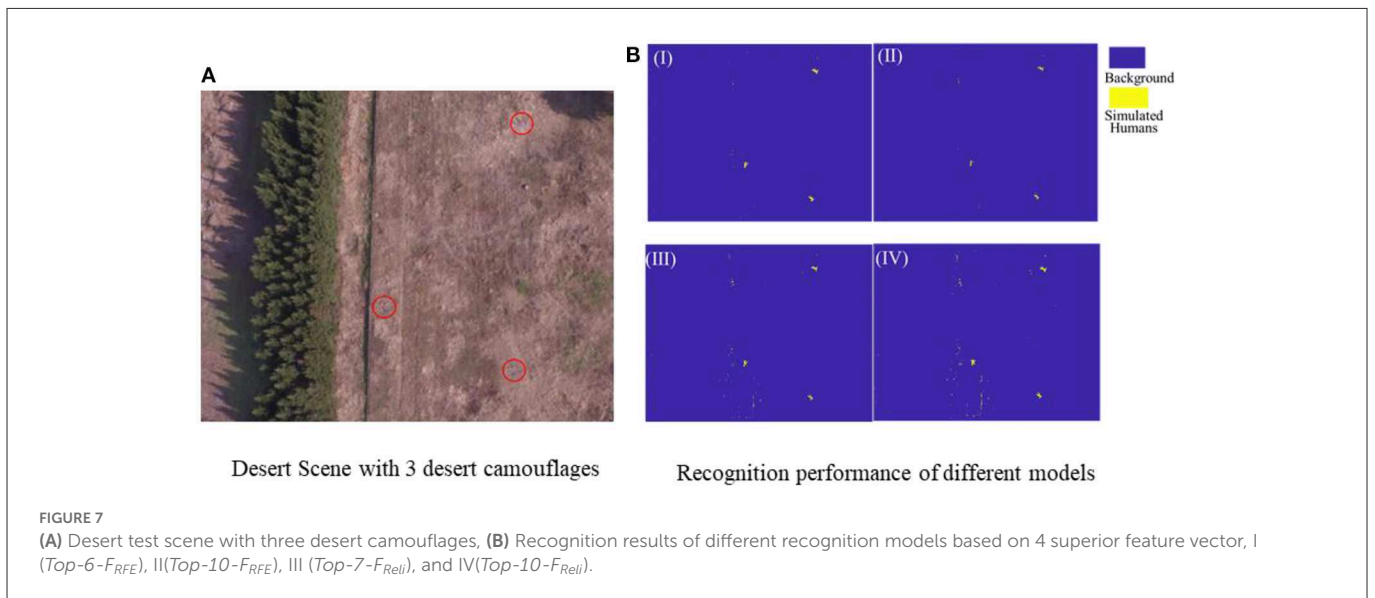 A
B
(I)
(II)
Background
Simulated
Humans
(III)
(IV)
Desert Scene with 3 desert camouflages
Recognition performance of different models
FIGURE 7
(A) Desert test scene with three desert camouflages, (B) Recognition results of different recognition models based on 4 superior feature vector, I
(Top-6-FRFE), II(Top-10-FRFE), III (Top-7-FReli), and IV(Top-10-FReli).